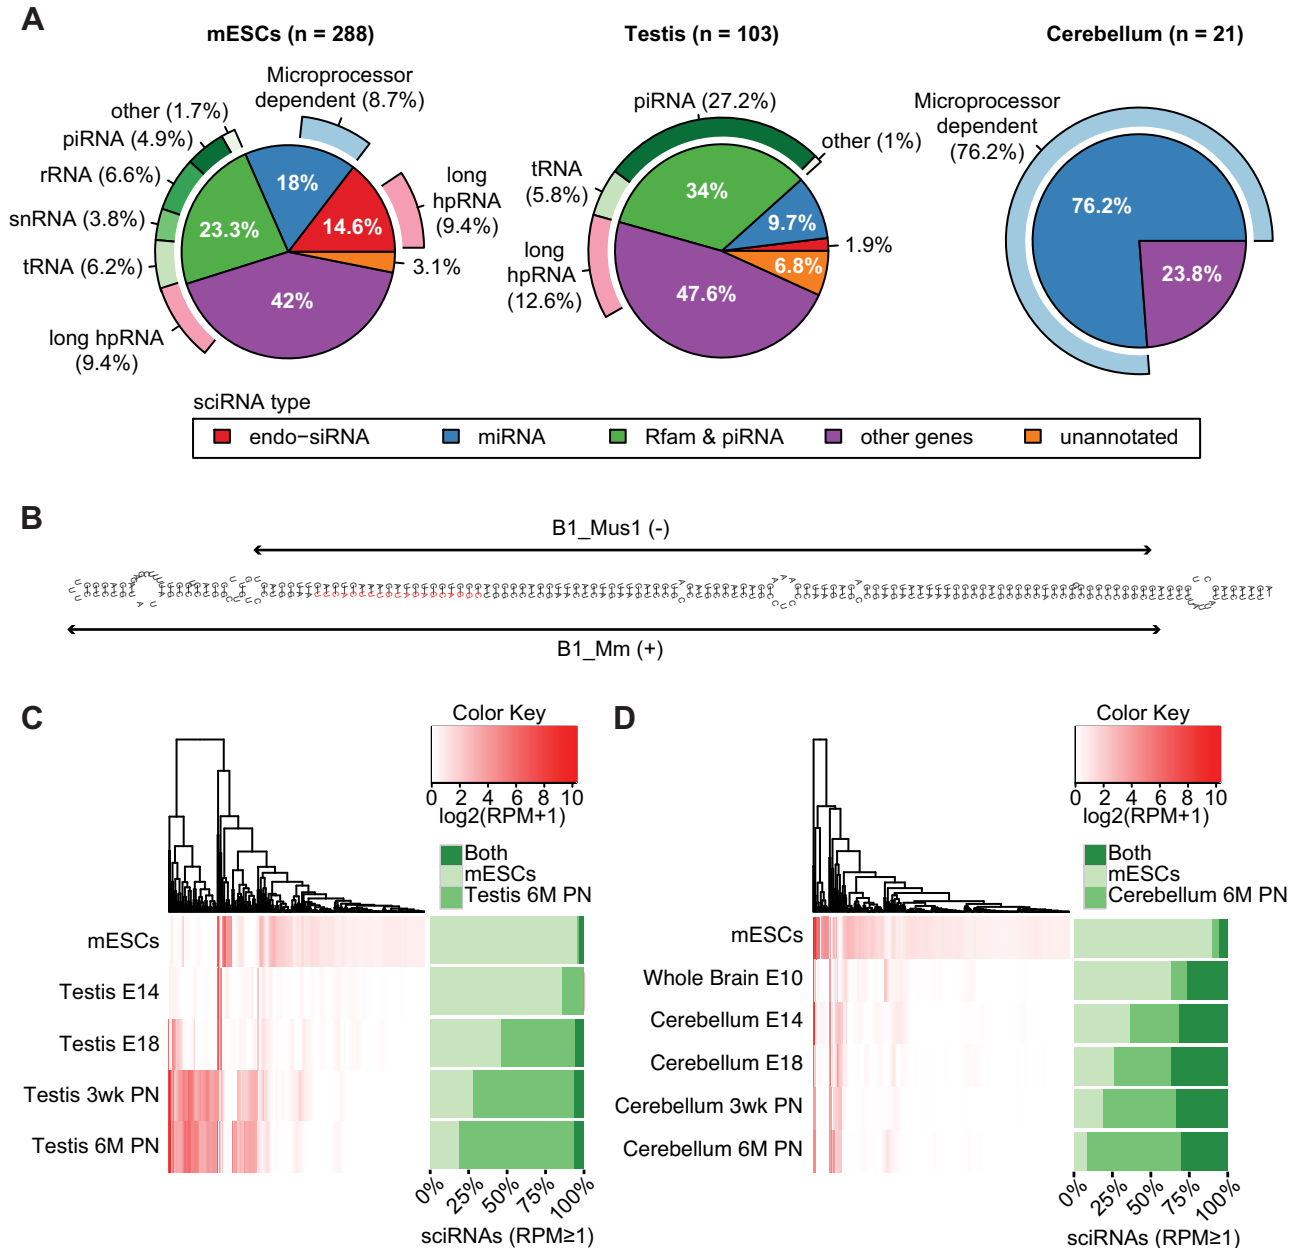 A
mESCs (n = 288)
Microprocessor
dependent (8.7%)
other (1.7%)
piRNA (4.9%)
rRNA (6.6%)
snRNA (3.8%)
tRNA (6.2%)
long hpRNA
(9.4%)
long
hpRNA
(9.4%)
18%
14.6%
23.3%
3.1%
42%
Testis (n = 103)
piRNA (27.2%)
other (1%)
tRNA
(5.8%)
long
hpRNA
(12.6%)
34%
9.7%
1.9%
6.8%
47.6%
Cerebellum (n = 21)
Microprocessor
dependent
(76.2%)
76.2%
23.8%
sciRNA type
endo−siRNA
miRNA
Rfam & piRNA
other genes
unannotated
B
B1_Mus1 (-)
B1_Mm (+)
C
Color Key
0 2 4 6 8 10
log2(RPM+1)
Both
mESCs
Testis 6M PN
mESCs
Testis E14
Testis E18
Testis 3wk PN
Testis 6M PN
0% 25% 50% 75% 100%
sciRNAs (RPM≥1)
D
Color Key
0 2 4 6 8 10
log2(RPM+1)
Both
mESCs
Cerebellum 6M PN
mESCs
Whole Brain E10
Cerebellum E14
Cerebellum E18
Cerebellum 3wk PN
Cerebellum 6M PN
0% 25% 50% 75% 100%
sciRNAs (RPM≥1)